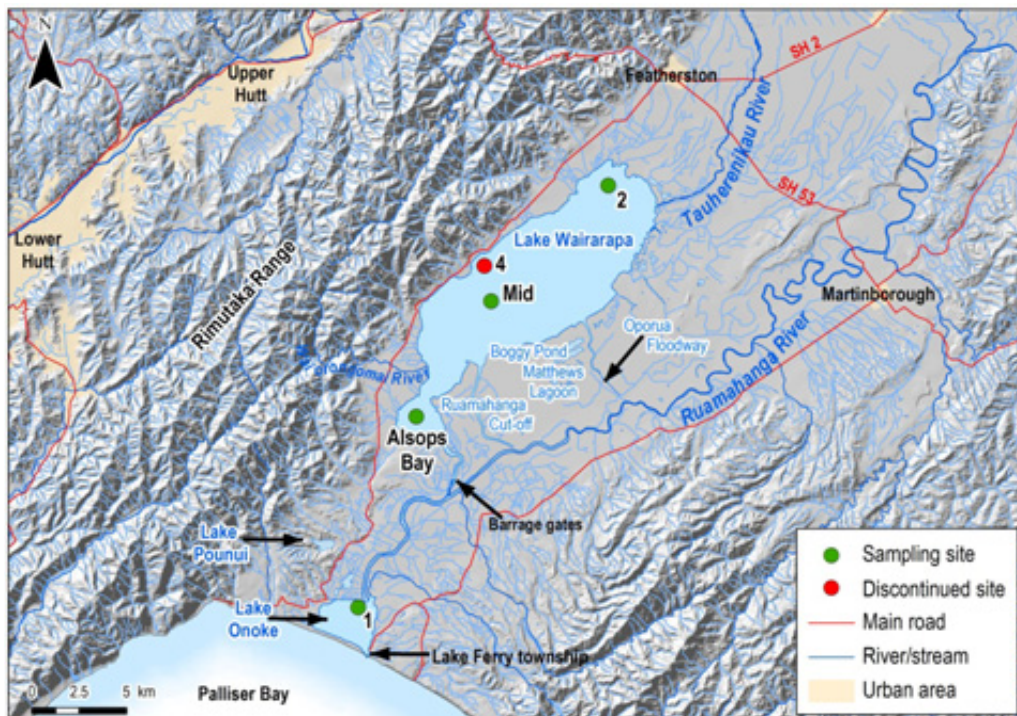 N
SH 2
Upper
Hutt
Featherston
Tauherenikau River
2
SH 53
Lake Wairarapa
Lower
Hutt
4
Mid
Martinborough
Rimutaka Range
Oporua
Floodway
Boggy Pond
Matthews
Lagoon
River
Ruamahanga River
Ruamahanga
Cut-off
Alsops
Bay
Barrage gates
Lake
Pounui
Lake
Onoke
1
Lake Ferry township
Palliser Bay
0 2.5 5 km
Sampling site
Discontinued site
Main road
River/stream
Urban area